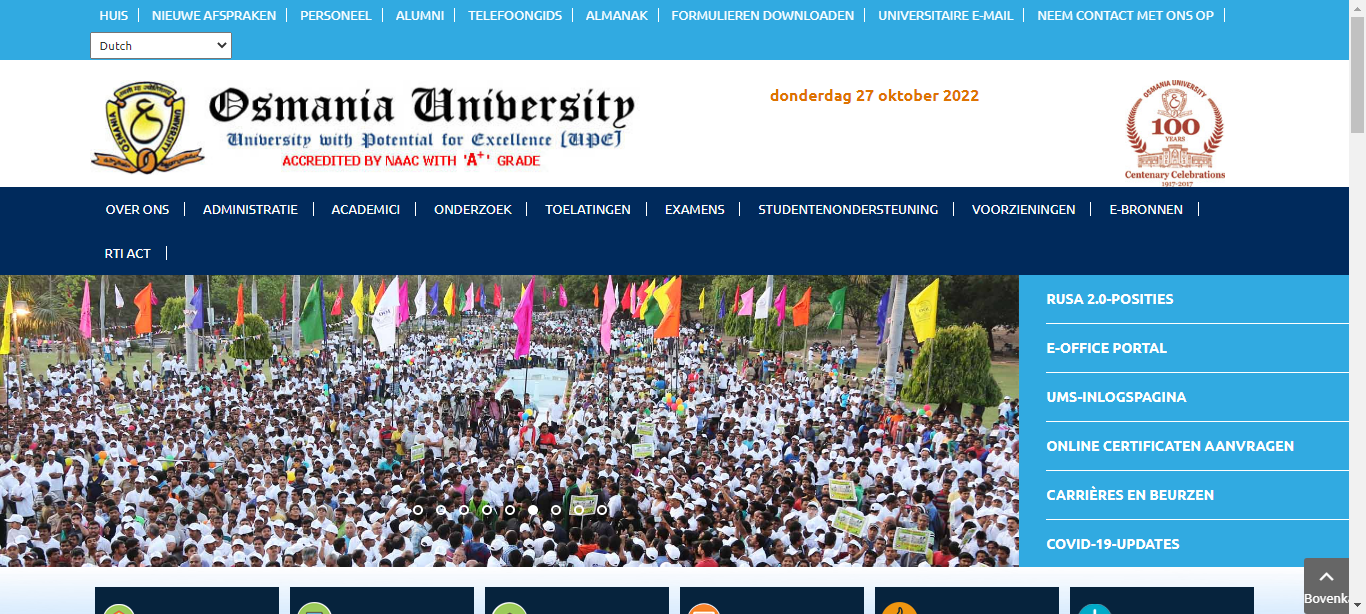 HUIS NIEUWE AFSPRAKEN PERSONEEL ALUMNI TELEFOONGIDS ALMANAK FORMULIEREN DOWNLOADEN UNIVERSITAIRE E-MAIL NEEM CONTACT MET ONS OP
Dutch
Osmania University
University with Potential for Excellence [UPE]
ACCREDITED BY NAAC WITH 'A+' GRADE
donderdag 27 oktober 2022
OSMANIA UNIVERSITY
100
YEARS
Centenary Celebrations
1917-2017
OVER ONS ADMINISTRATIE ACADEMICI ONDERZOEK TOELATINGEN EXAMENS STUDENTENONDERSTEUNING VOORZIENINGEN E-BRONNEN
RTI ACT
RUSA 2.0-POSITIES
E-OFFICE PORTAL
UMS-INLOGSPAGINA
ONLINE CERTIFICATEN AANVRAGEN
CARRIÈRES EN BEURZEN
COVID-19-UPDATES